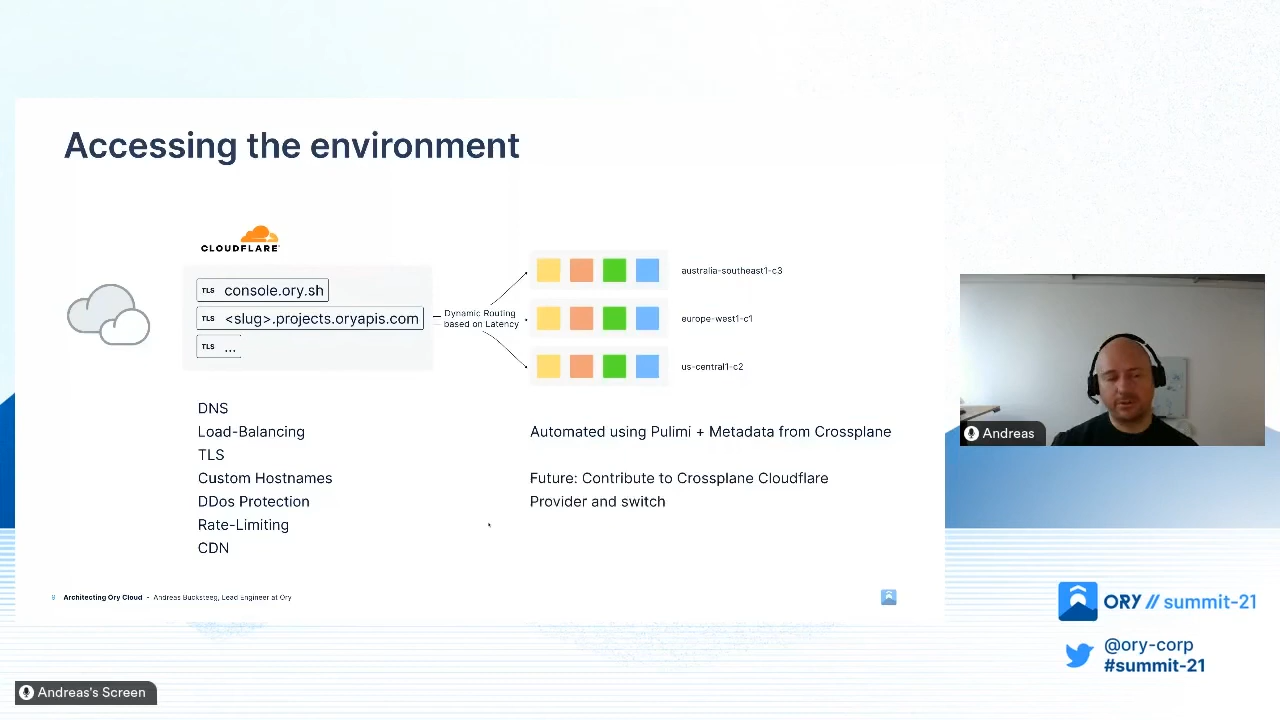 Accessing the environment
CLOUDFLARE
TLS console.ory.sh
TLS <slug>.projects.oryapis.com
TLS ...
Dynamic Routing
based on Latency
australia-southeast1-c3
europe-west1-c1
us-central1-c2
DNS
Load-Balancing
TLS
Custom Hostnames
DDos Protection
Rate-Limiting
CDN
Automated using Pulimi + Metadata from Crossplane
Future: Contribute to Crossplane Cloudflare
Provider and switch
9 Architecting Ory Cloud - Andreas Bucksteeg, Lead Engineer at Ory
Andreas
ORY // summit-21
@ory-corp
#summit-21
Andreas's Screen